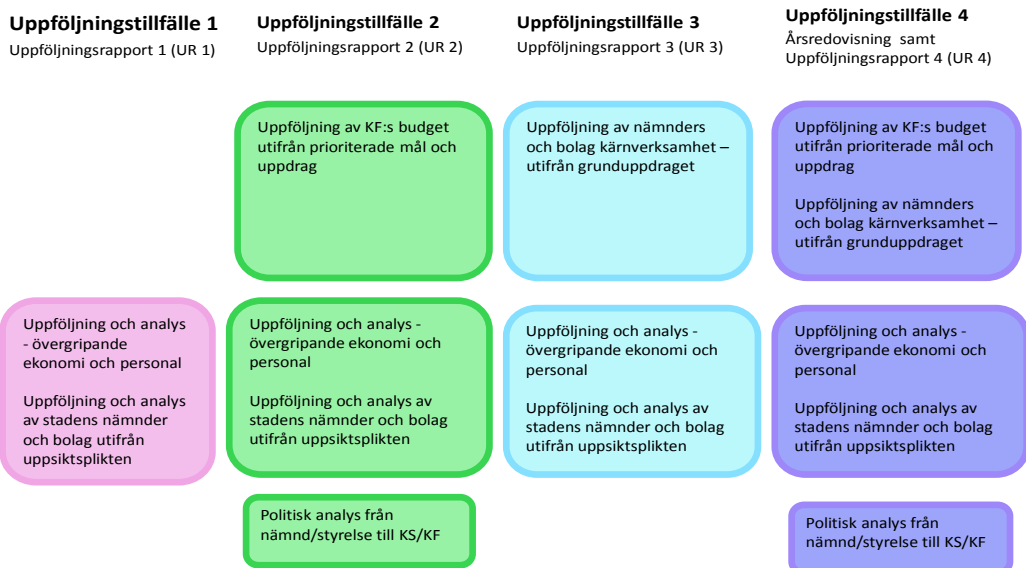 Uppföljningstillfälle 1
Uppföljningsrapport 1 (UR 1)
Uppföljningstillfälle 2
Uppföljningsrapport 2 (UR 2)
Uppföljningstillfälle 3
Uppföljningsrapport 3 (UR 3)
Uppföljningstillfälle 4
Årsredovisning samt
Uppföljningsrapport 4 (UR 4)
Uppföljning av KF:s budget
utifrån prioriterade mål och
uppdrag
Uppföljning av nämnders
och bolag kärnverksamhet –
utifrån grunduppdraget
Uppföljning av KF:s budget
utifrån prioriterade mål och
uppdrag
Uppföljning av nämnders
och bolag kärnverksamhet –
utifrån grunduppdraget
Uppföljning och analys
- övergripande
ekonomi och personal
Uppföljning och analys
av stadens nämnder
och bolag utifrån
uppsiktsplikten
Uppföljning och analys -
övergripande ekonomi och
personal
Uppföljning och analys av
stadens nämnder och bolag
utifrån uppsiktsplikten
Uppföljning och analys -
övergripande ekonomi och
personal
Uppföljning och analys av
stadens nämnder och bolag
utifrån uppsiktsplikten
Uppföljning och analys -
övergripande ekonomi och
personal
Uppföljning och analys av
stadens nämnder och bolag
utifrån uppsiktsplikten
Politisk analys från
nämnd/styrelse till KS/KF
Politisk analys från
nämnd/styrelse till KS/KF